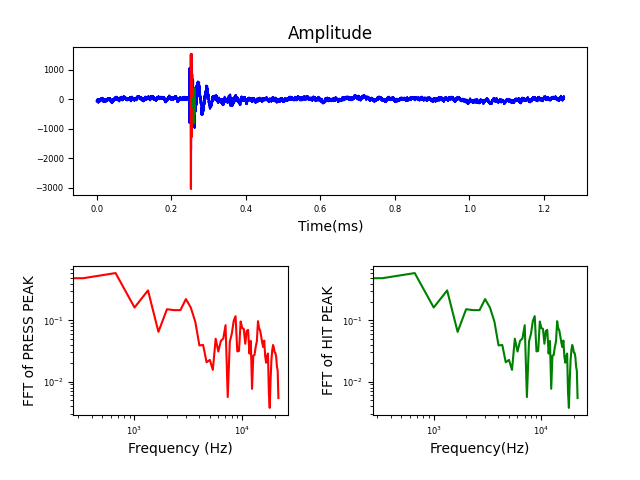 Amplitude
1000
0
−1000
−2000
−3000
0.0 0.2 0.4 0.6 0.8 1.0 1.2
Time(ms)
FFT of PRESS PEAK
10⁻¹
10⁻²
10³ 10⁴
Frequency (Hz)
FFT of HIT PEAK
10⁻¹
10⁻²
10³ 10⁴
Frequency(Hz)